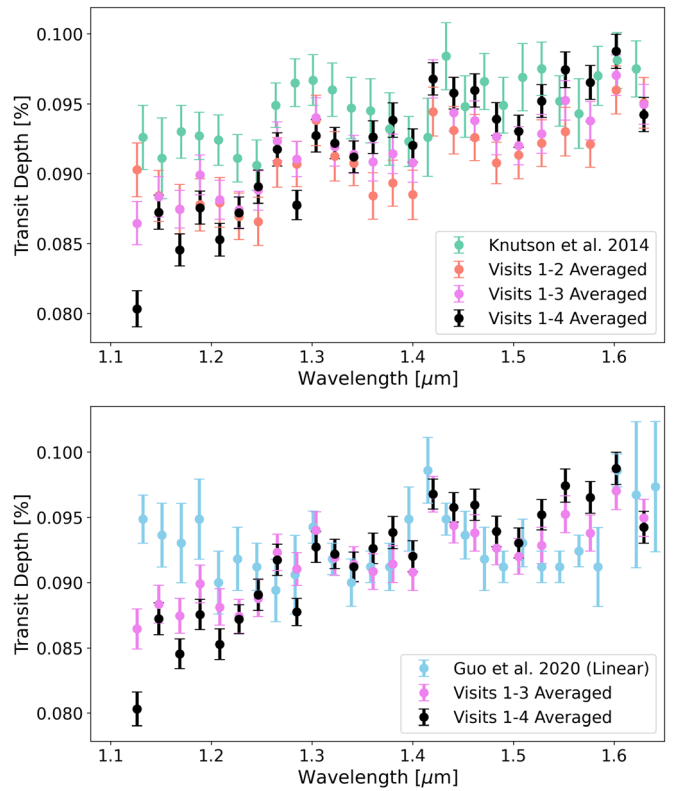 0.100
0.095
0.090
0.085
0.080
Transit Depth [%]
Knutson et al. 2014
Visits 1-2 Averaged
Visits 1-3 Averaged
Visits 1-4 Averaged
1.1 1.2 1.3 1.4 1.5 1.6
Wavelength [μm]
0.100
0.095
0.090
0.085
0.080
Transit Depth [%]
Guo et al. 2020 (Linear)
Visits 1-3 Averaged
Visits 1-4 Averaged
1.1 1.2 1.3 1.4 1.5 1.6
Wavelength [μm]